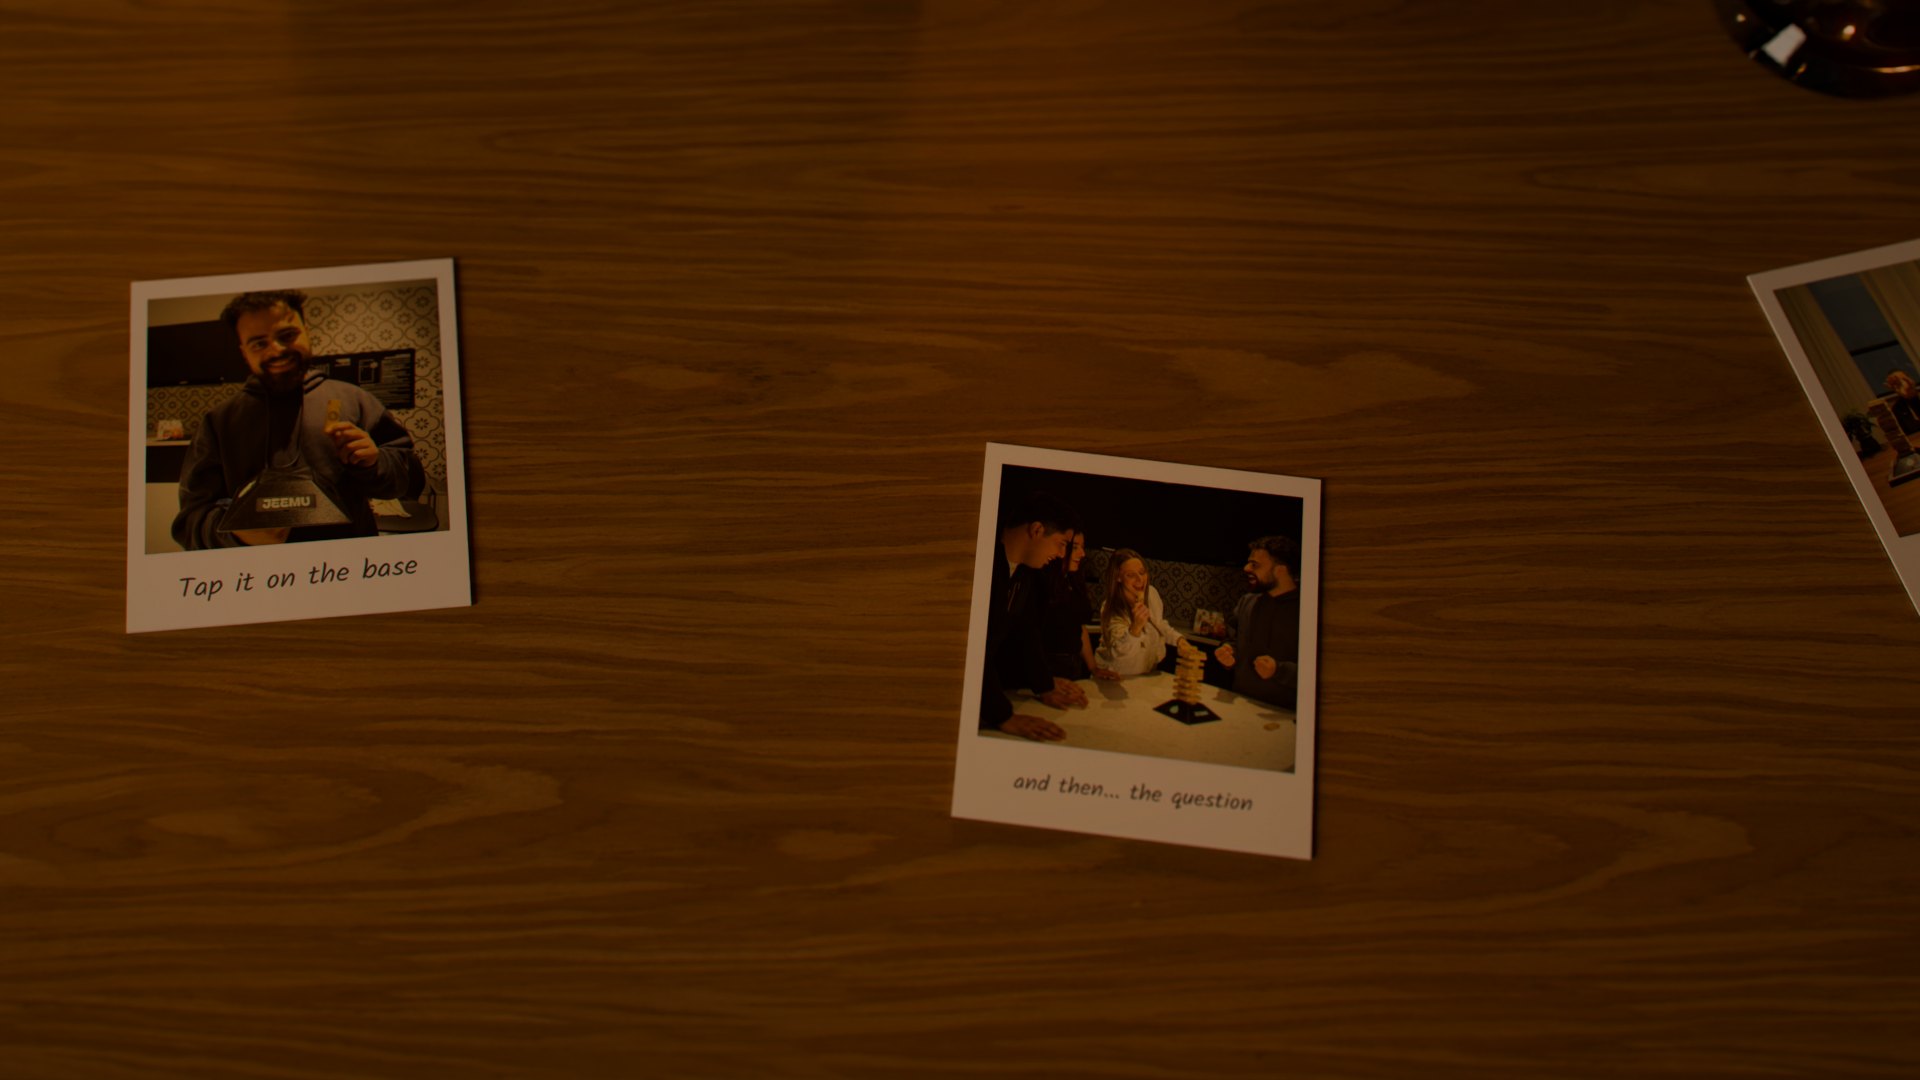 JEEMU
Tap it on the base
and then... the question